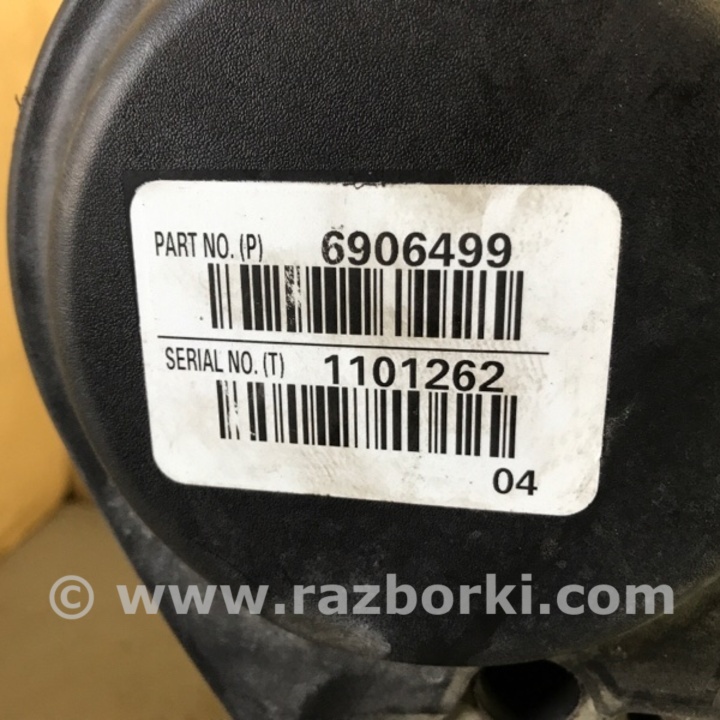 PART NO. (P) 6906499
SERIAL NO. (T) 1101262
04
© www.razborki.com